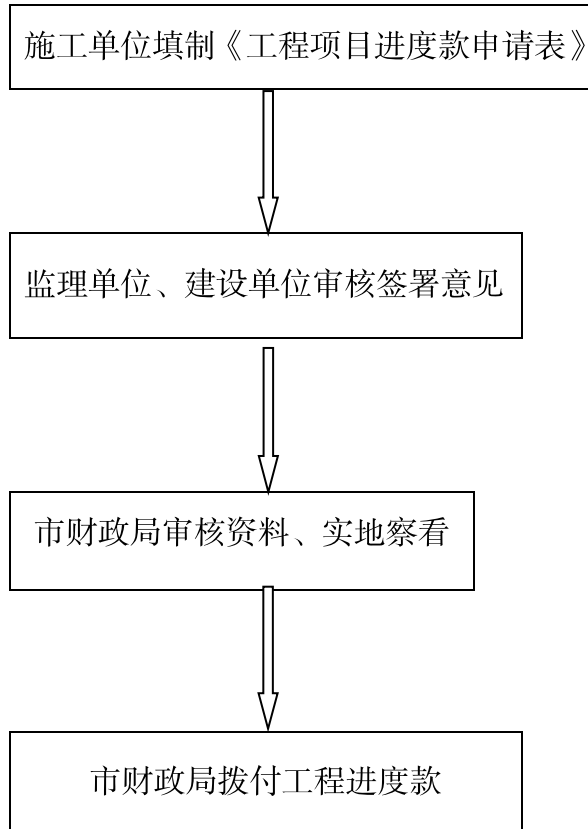 施工单位填制《工程项目进度款申请表》
监理单位、建设单位审核签署意见
市财政局审核资料、实地察看
市财政局拨付工程进度款